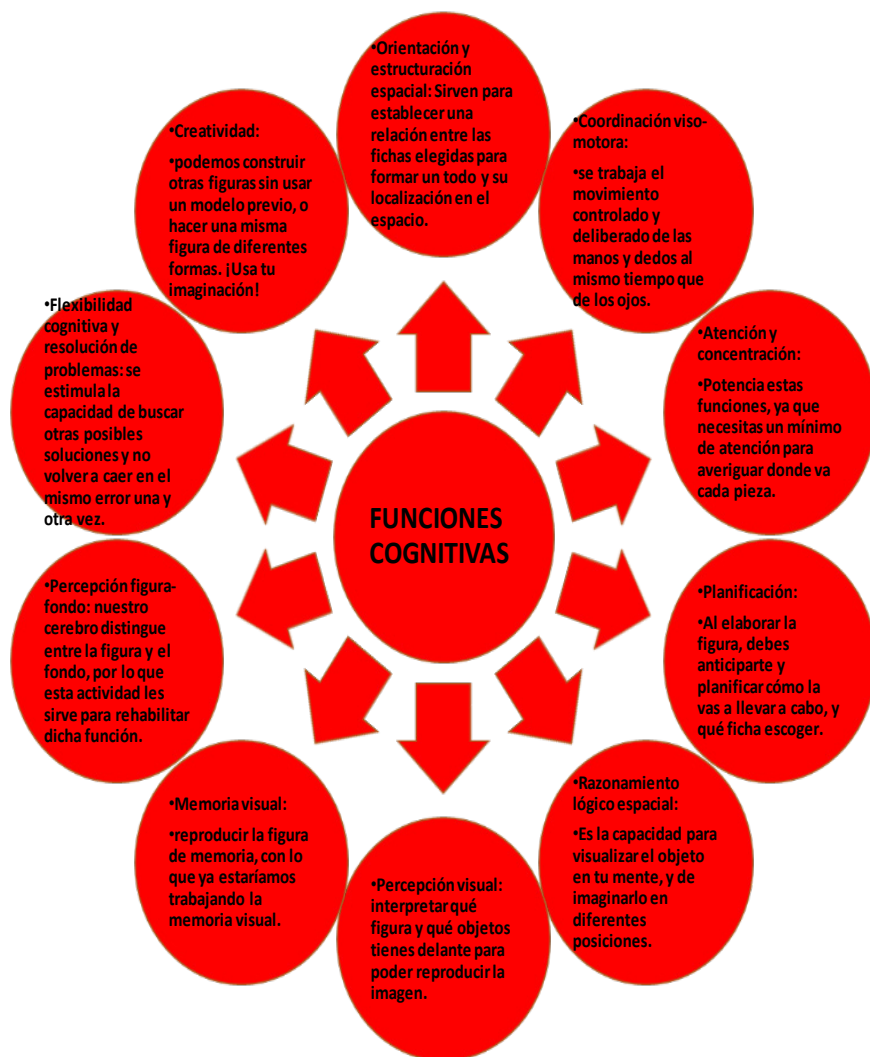 •Orientación y
estructuración
espacial: Sirven para
establecer una
relación entre las
fichas elegidas para
formar un todo y su
localización en el
espacio.
•Coordinación viso-
motora:
•se trabaja el
movimiento
controlado y
deliberado de las
manos y dedos al
mismo tiempo que
de los ojos.
•Atención y
concentración:
•Potencia estas
funciones, ya que
necesitas un mínimo
de atención para
averiguar donde va
cada pieza.
•Planificación:
•Al elaborar la
figura, debes
anticiparte y
planificar cómo la
vas a llevar a cabo, y
qué ficha escoger.
•Razonamiento
lógico espacial:
•Es la capacidad para
visualizar el objeto
en tu mente, y de
imaginarlo en
diferentes
posiciones.
•Percepción visual:
interpretar qué
figura y qué objetos
tienes delante para
poder reproducir la
imagen.
•Memoria visual:
•reproducir la figura
de memoria, con lo
que ya estaríamos
trabajando la
memoria visual.
•Percepción figura-
fondo: nuestro
cerebro distingue
entre la figura y el
fondo, por lo que
esta actividad les
sirve para rehabilitar
dicha función.
•Flexibilidad
cognitiva y
resolución de
problemas: se
estimula la
capacidad de buscar
otras posibles
soluciones y no
volver a caer en el
mismo error una y
otra vez.
•Creatividad:
•podemos construir
otras figuras sin usar
un modelo previo, o
hacer una misma
figura de diferentes
formas. ¡Usa tu
imaginación!
FUNCIONES
COGNITIVAS